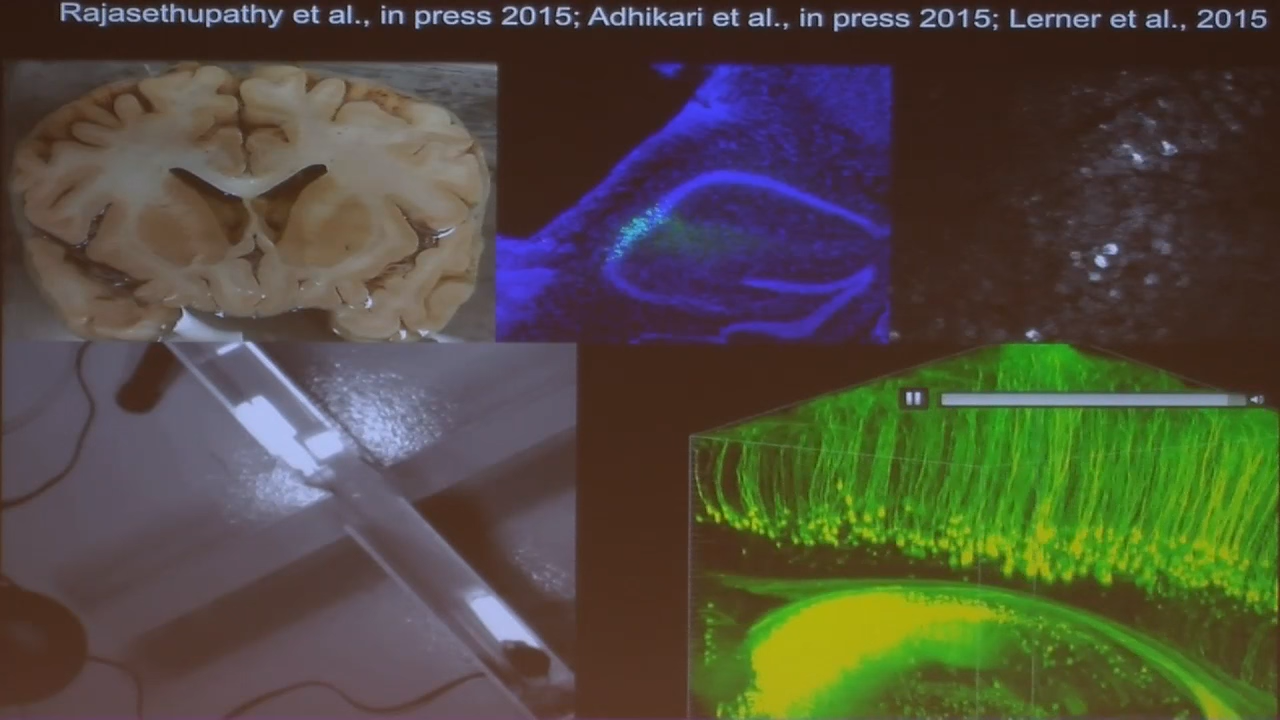 Rajasethupathy et al., in press 2015; Adhikari et al., in press 2015; Lerner et al., 2015